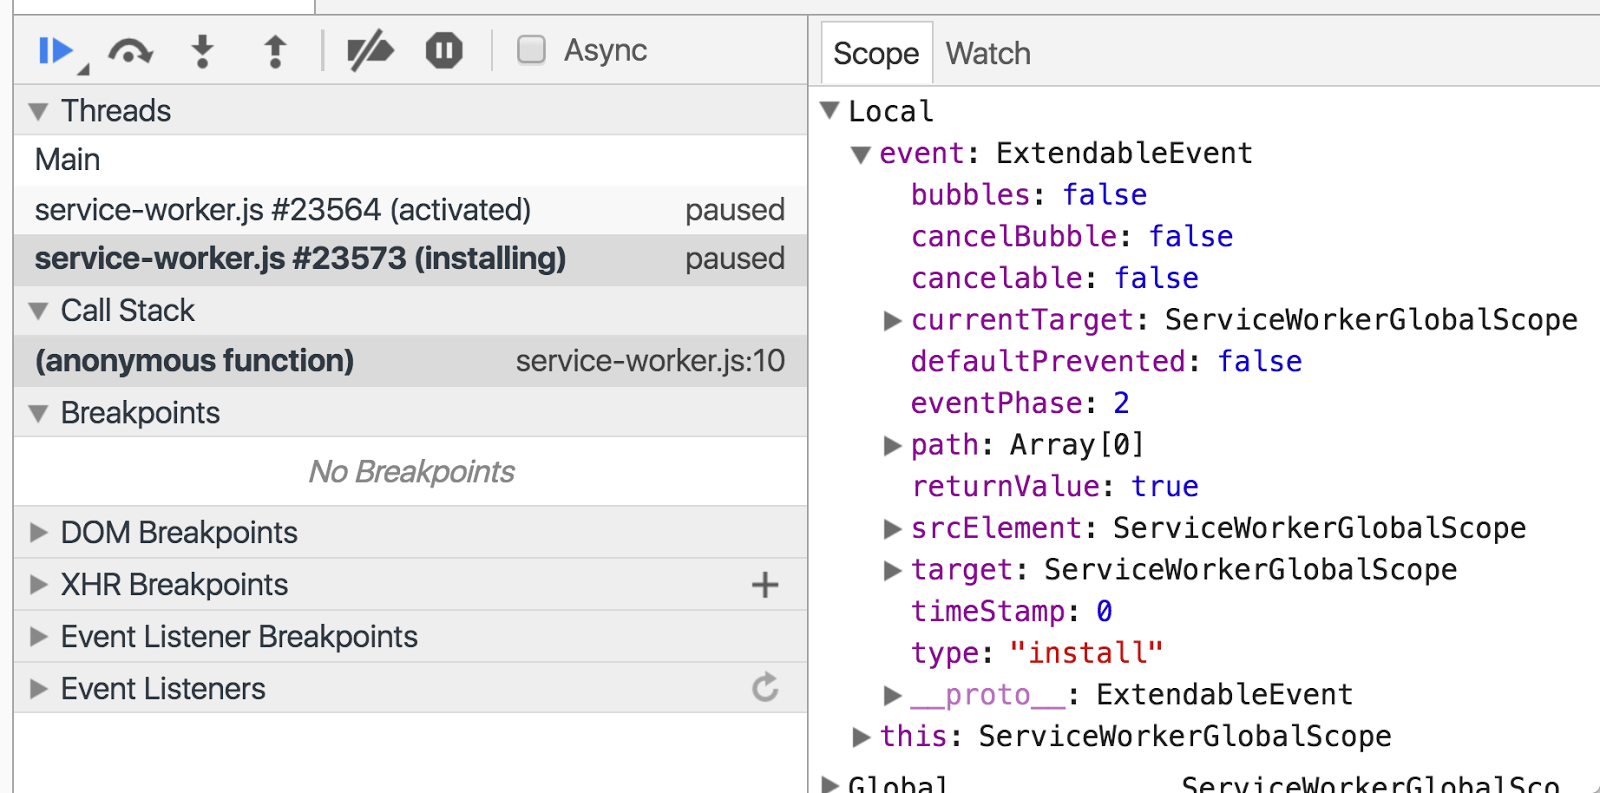 Async
Threads
Main
service-worker.js #23564 (activated) paused
service-worker.js #23573 (installing) paused
Call Stack
(anonymous function) service-worker.js:10
Breakpoints
No Breakpoints
DOM Breakpoints
XHR Breakpoints
Event Listener Breakpoints
Event Listeners
Scope Watch
Local
event: ExtendableEvent
bubbles: false
cancelBubble: false
cancelable: false
currentTarget: ServiceWorkerGlobalScope
defaultPrevented: false
eventPhase: 2
path: Array[0]
returnValue: true
srcElement: ServiceWorkerGlobalScope
target: ServiceWorkerGlobalScope
timeStamp: 0
type: "install"
__proto__: ExtendableEvent
this: ServiceWorkerGlobalScope
Global ServiceWorkerGlobalSco